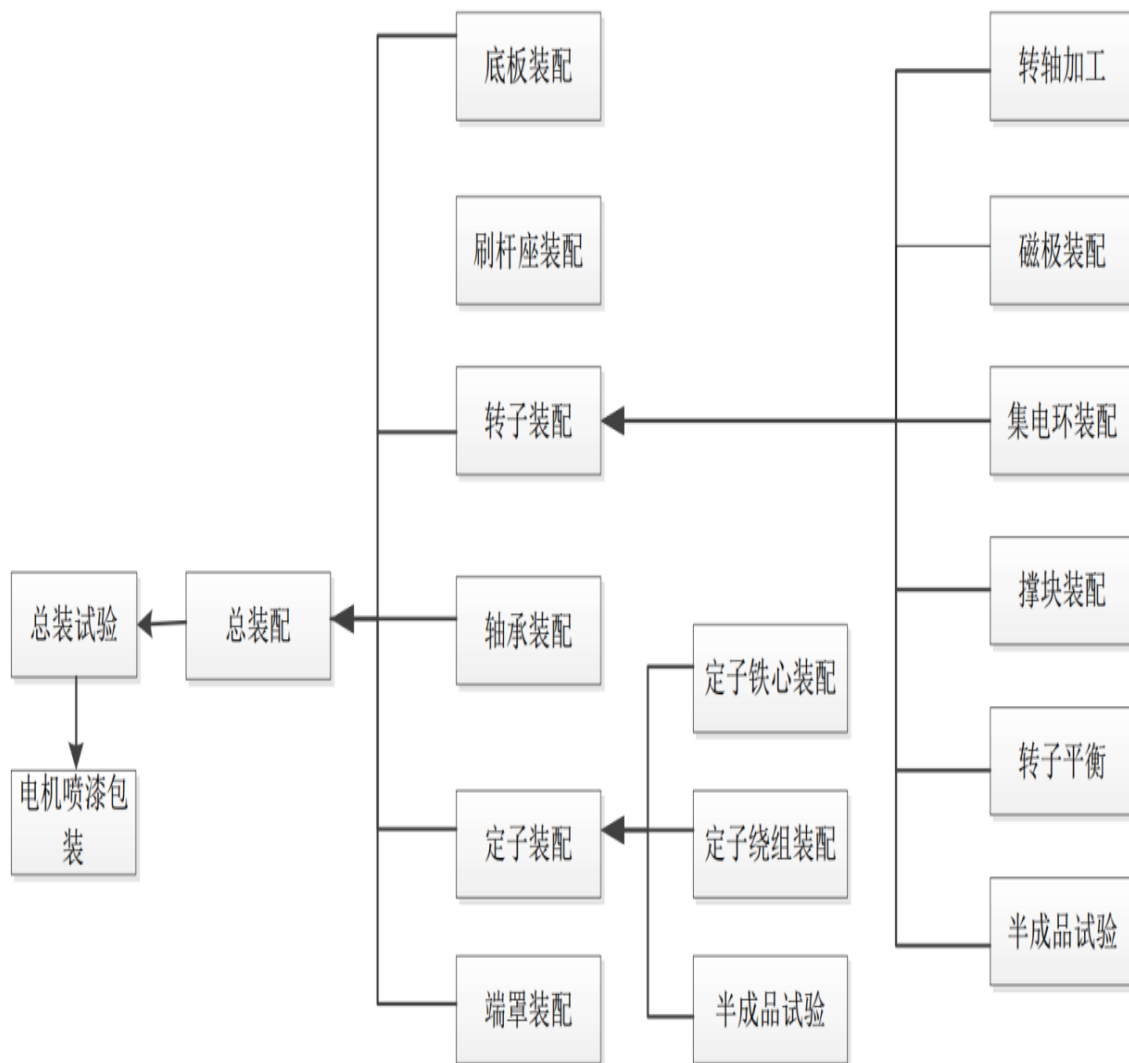 底板装配
转轴加工
刷杆座装配
磁极装配
转子装配
集电环装配
撑块装配
总装试验
总装配
轴承装配
定子铁心装配
转子平衡
电机喷漆包
装
定子装配
定子绕组装配
半成品试验
端罩装配
半成品试验